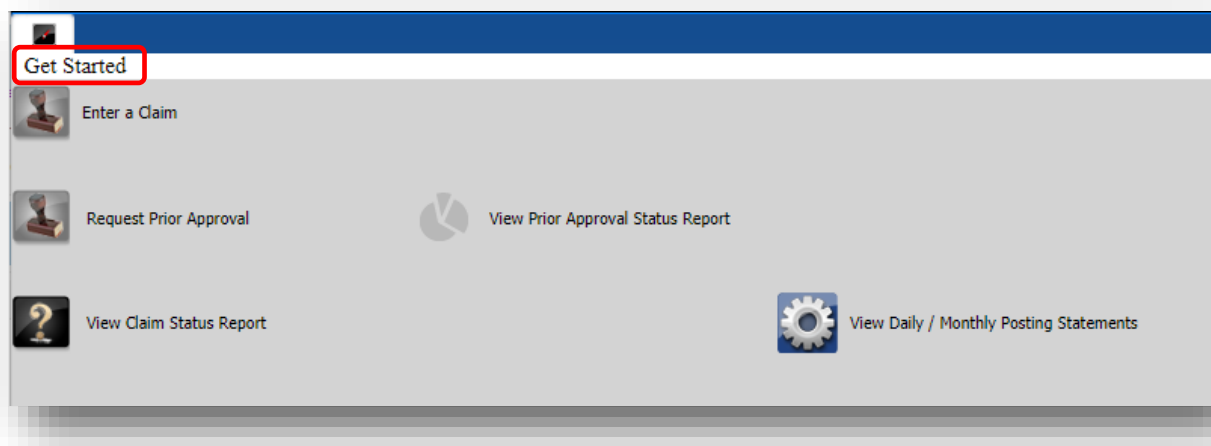 Get Started
Enter a Claim
Request Prior Approval
View Prior Approval Status Report
View Claim Status Report
View Daily / Monthly Posting Statements